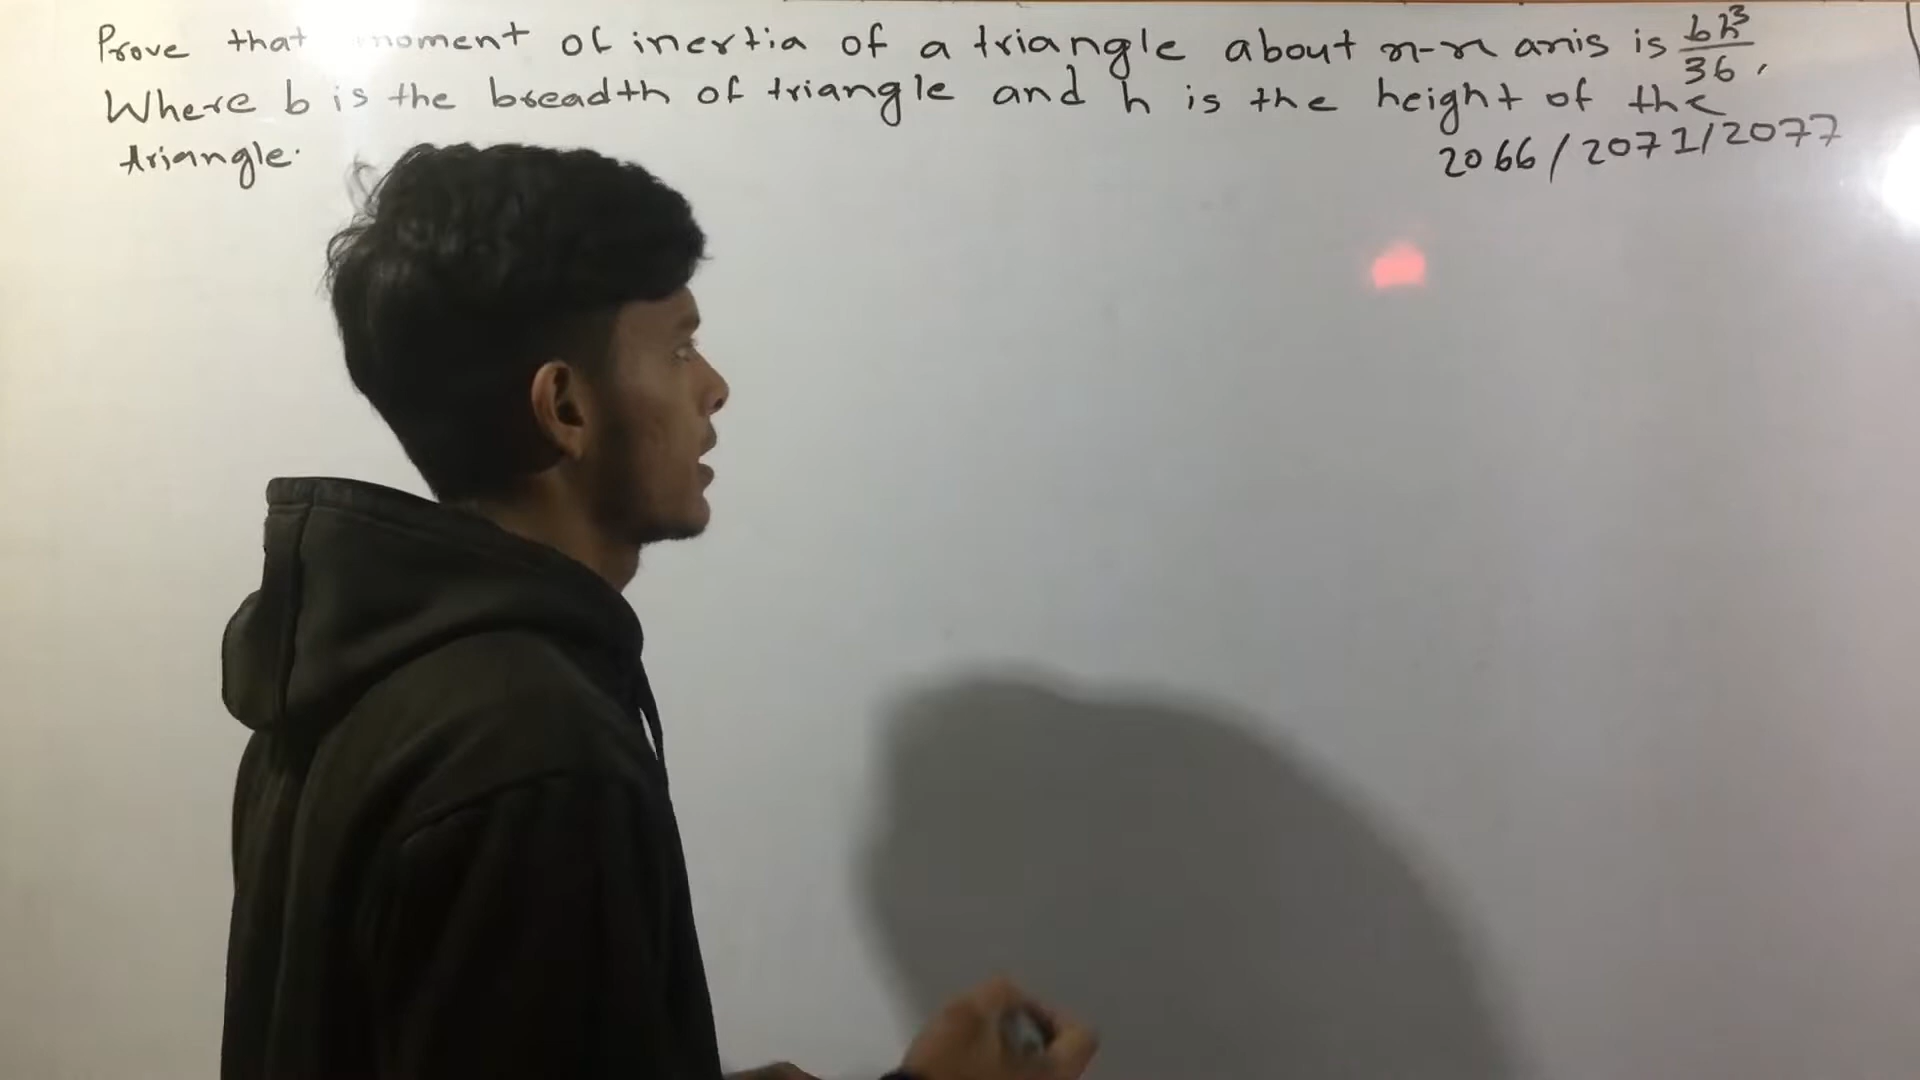 Prove that moment of inertia of a triangle about x-x axis is bh³/36,
Where b is the breadth of triangle and h is the height of the
triangle.
2066/2071/2077